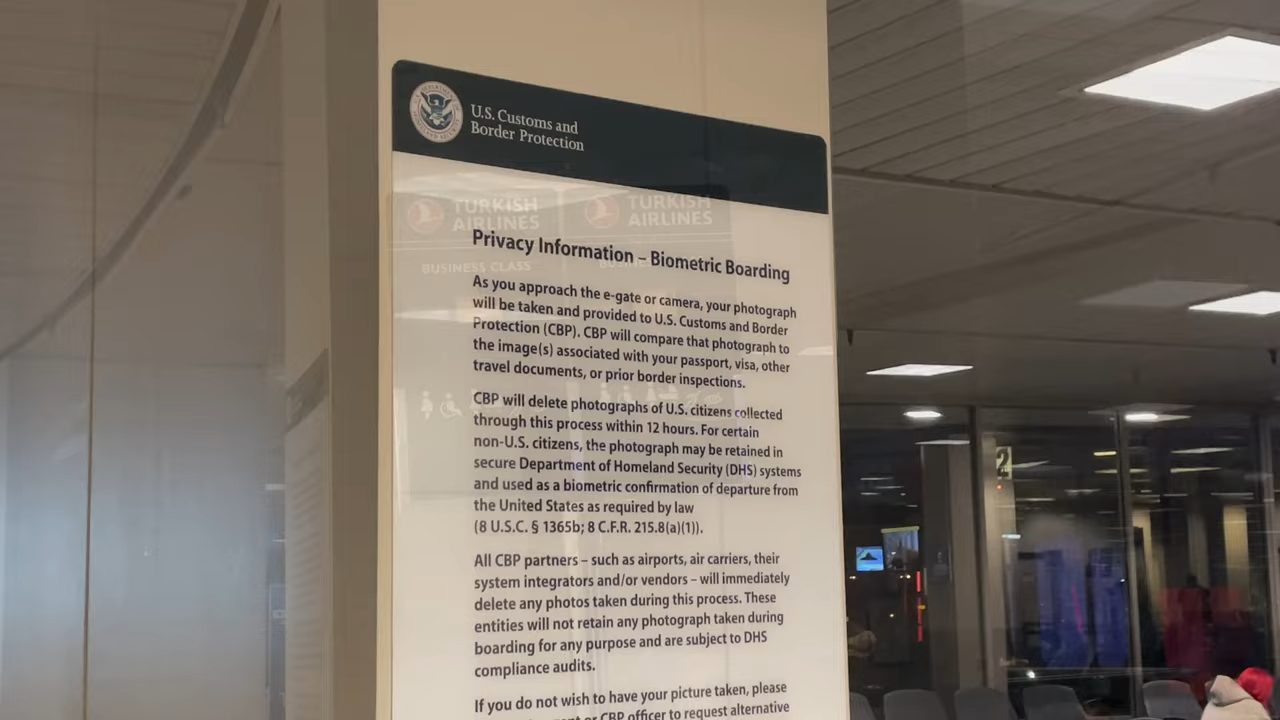 U.S. Customs and
Border Protection
TURKISH
AIRLINES
TURKISH
AIRLINES
BUSINESS CLASS
Privacy Information – Biometric Boarding
As you approach the e-gate or camera, your photograph
will be taken and provided to U.S. Customs and Border
Protection (CBP). CBP will compare that photograph to
the image(s) associated with your passport, visa, other
travel documents, or prior border inspections.
CBP will delete photographs of U.S. citizens collected
through this process within 12 hours. For certain
non-U.S. citizens, the photograph may be retained in
secure Department of Homeland Security (DHS) systems
and used as a biometric confirmation of departure from
the United States as required by law
(8 U.S.C. § 1365b; 8 C.F.R. 215.8(a)(1)).
All CBP partners – such as airports, air carriers, their
system integrators and/or vendors – will immediately
delete any photos taken during this process. These
entities will not retain any photograph taken during
boarding for any purpose and are subject to DHS
compliance audits.
If you do not wish to have your picture taken, please
or CBP officer to request alternative
2